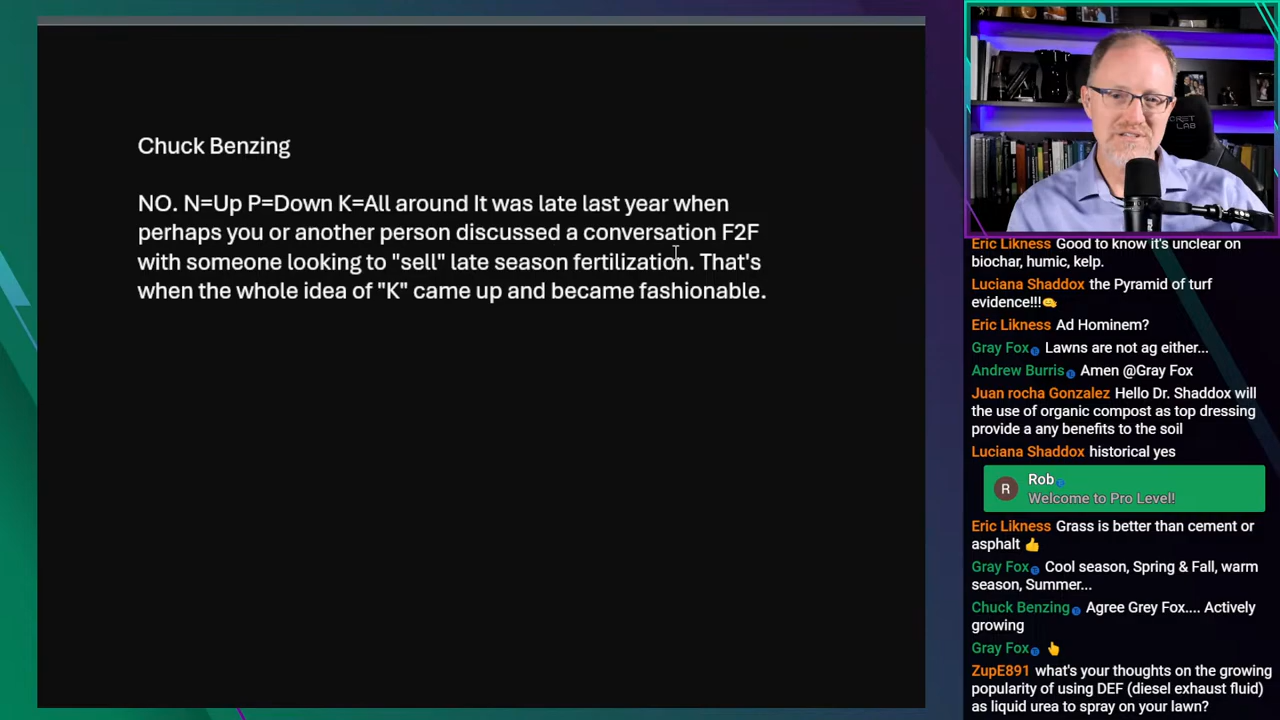 Chuck Benzing
NO. N=Up P=Down K=All around It was late last year when
perhaps you or another person discussed a conversation F2F
with someone looking to "sell" late season fertilization. That's
when the whole idea of "K" came up and became fashionable.
Eric Likness Good to know it's unclear on
biochar, humic, kelp.
Luciana Shaddox the Pyramid of turf
evidence!!!
Eric Likness Ad Hominem?
Gray Fox Lawns are not ag either...
Andrew Burris Amen @Gray Fox
Juan rocha Gonzalez Hello Dr. Shaddox will
the use of organic compost as top dressing
provide a any benefits to the soil
Luciana Shaddox historical yes
R
Rob
Welcome to Pro Level!
Eric Likness Grass is better than cement or
asphalt 👍
Gray Fox Cool season, Spring & Fall, warm
season, Summer...
Chuck Benzing Agree Grey Fox.... Actively
growing
Gray Fox 👆
ZupE891 what's your thoughts on the growing
popularity of using DEF (diesel exhaust fluid)
as liquid urea to spray on your lawn?